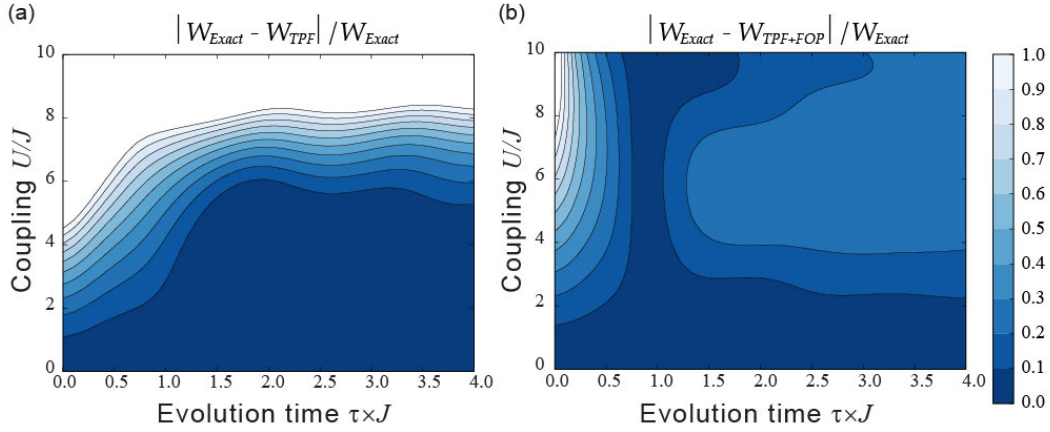 (a)
| W_Exact - W_TPF | / W_Exact
Coupling U/J
10
8
6
4
2
0
0.0 0.5 1.0 1.5 2.0 2.5 3.0 3.5 4.0
Evolution time τ×J
(b)
| W_Exact - W_TPF+FOP | / W_Exact
Coupling U/J
10
8
6
4
2
0
0.0 0.5 1.0 1.5 2.0 2.5 3.0 3.5 4.0
Evolution time τ×J
1.0
0.9
0.8
0.7
0.6
0.5
0.4
0.3
0.2
0.1
0.0